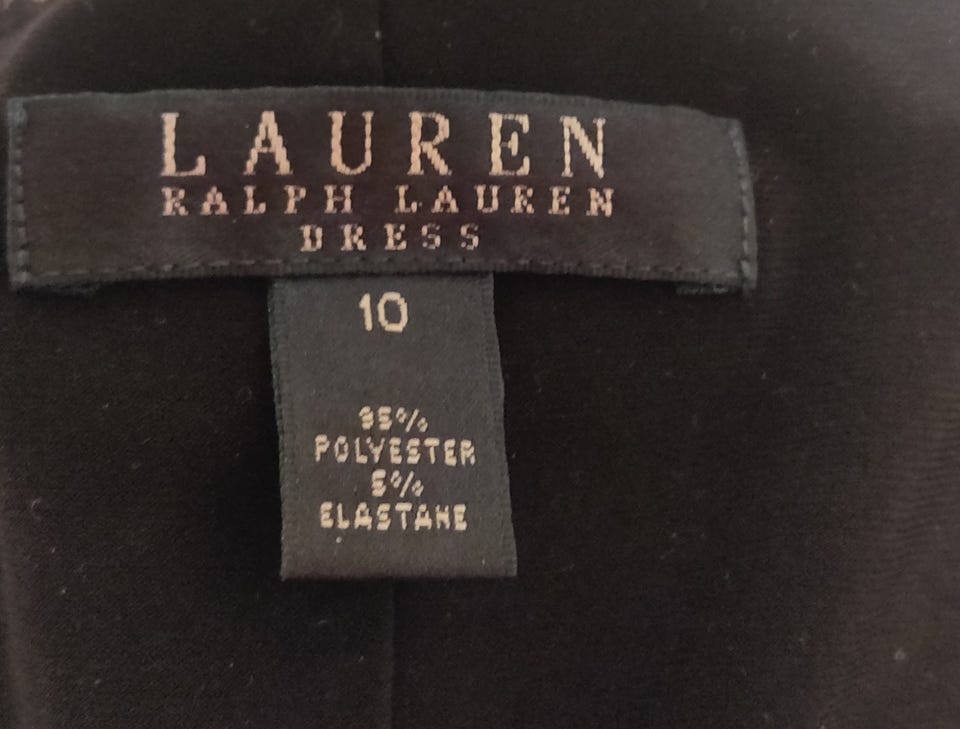 LAUREN
RALPH LAUREN
DRESS
10
95%
POLYESTER
5%
ELASTANE